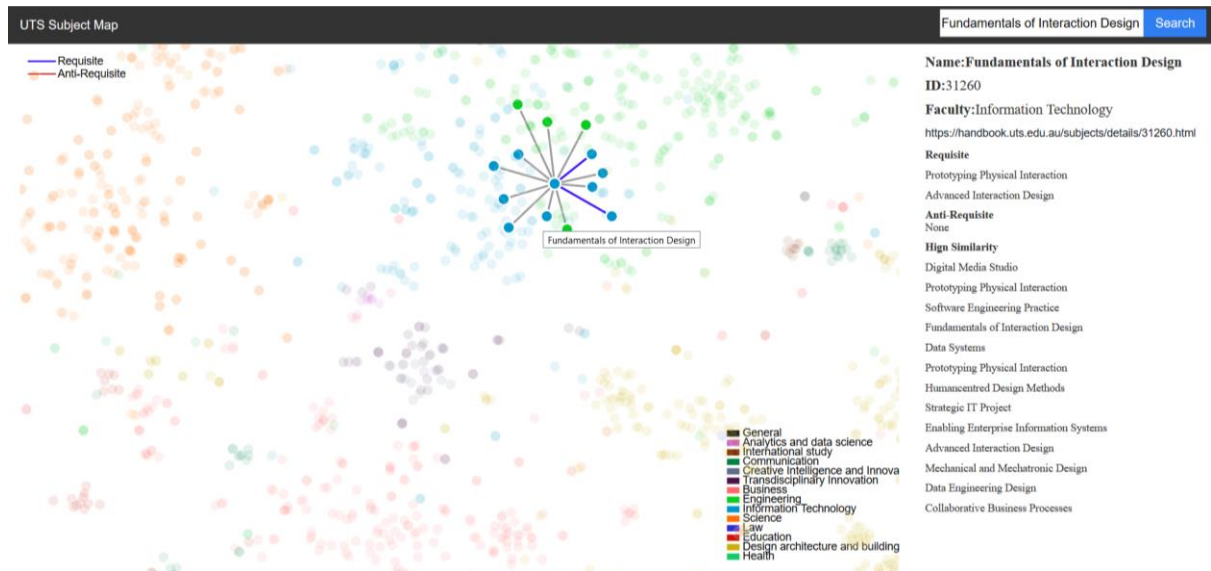 UTS Subject Map
Fundamentals of Interaction Design Search
Requisite
Anti-Requisite
Fundamentals of Interaction Design
General
Analytics and data science
International study
Communication
Creative Intelligence and Innova
Transdisciplinary Innovation
Business
Engineering
Information Technology
Science
Law
Education
Design architecture and building
Health
Name:Fundamentals of Interaction Design
ID:31260
Faculty:Information Technology
https://handbook.uts.edu.au/subjects/details/31260.html
Requisite
Prototyping Physical Interaction
Advanced Interaction Design
Anti-Requisite
None
Hign Similarity
Digital Media Studio
Prototyping Physical Interaction
Software Engineering Practice
Fundamentals of Interaction Design
Data Systems
Prototyping Physical Interaction
Humancentred Design Methods
Strategic IT Project
Enabling Enterprise Information Systems
Advanced Interaction Design
Mechanical and Mechatronic Design
Data Engineering Design
Collaborative Business Processes